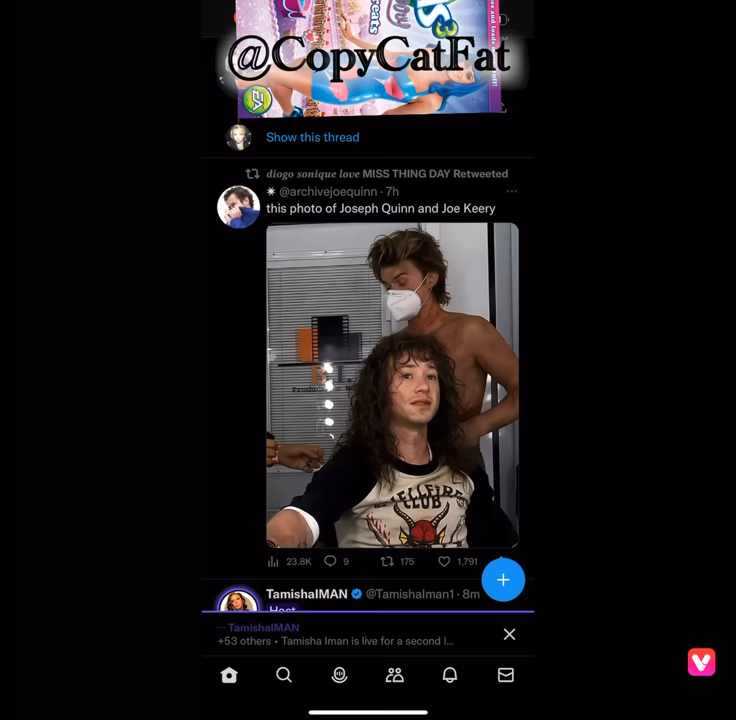 @CopyCatFat
EA
Show this thread
diogo sonique love MISS THING DAY Retweeted
@archivejoequinn · 7h
this photo of Joseph Quinn and Joe Keery
HELLFIRE
CLUB
23.8K 9 175 1,791
TamishaIMAN @TamishaIman1 · 8m
Host
TamishaIMAN
+53 others • Tamisha Iman is live for a second l...